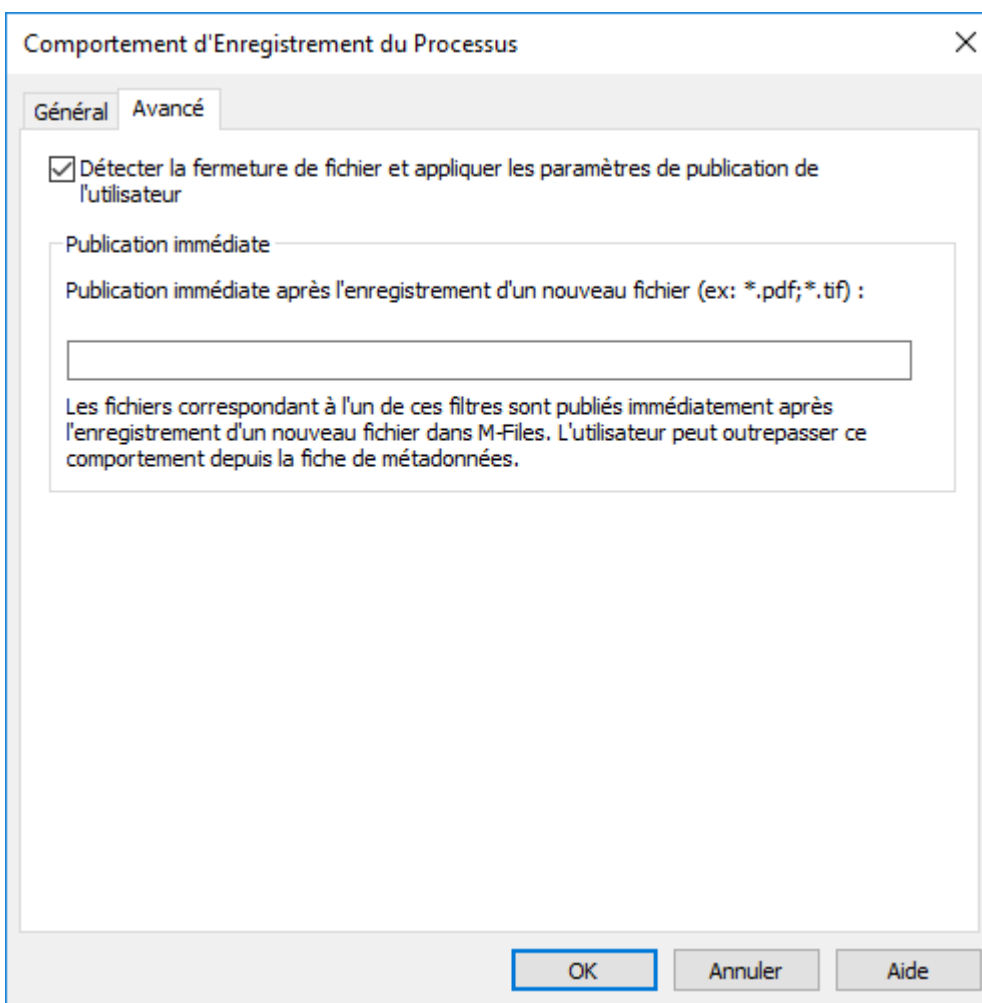 Comportement d'Enregistrement du Processus
Général
Avancé
Détecter la fermeture de fichier et appliquer les paramètres de publication de
l'utilisateur
Publication immédiate
Publication immédiate après l'enregistrement d'un nouveau fichier (ex: *.pdf;*.tif) :
Les fichiers correspondant à l'un de ces filtres sont publiés immédiatement après
l'enregistrement d'un nouveau fichier dans M-Files. L'utilisateur peut outrepasser ce
comportement depuis la fiche de métadonnées.
OK
Annuler
Aide